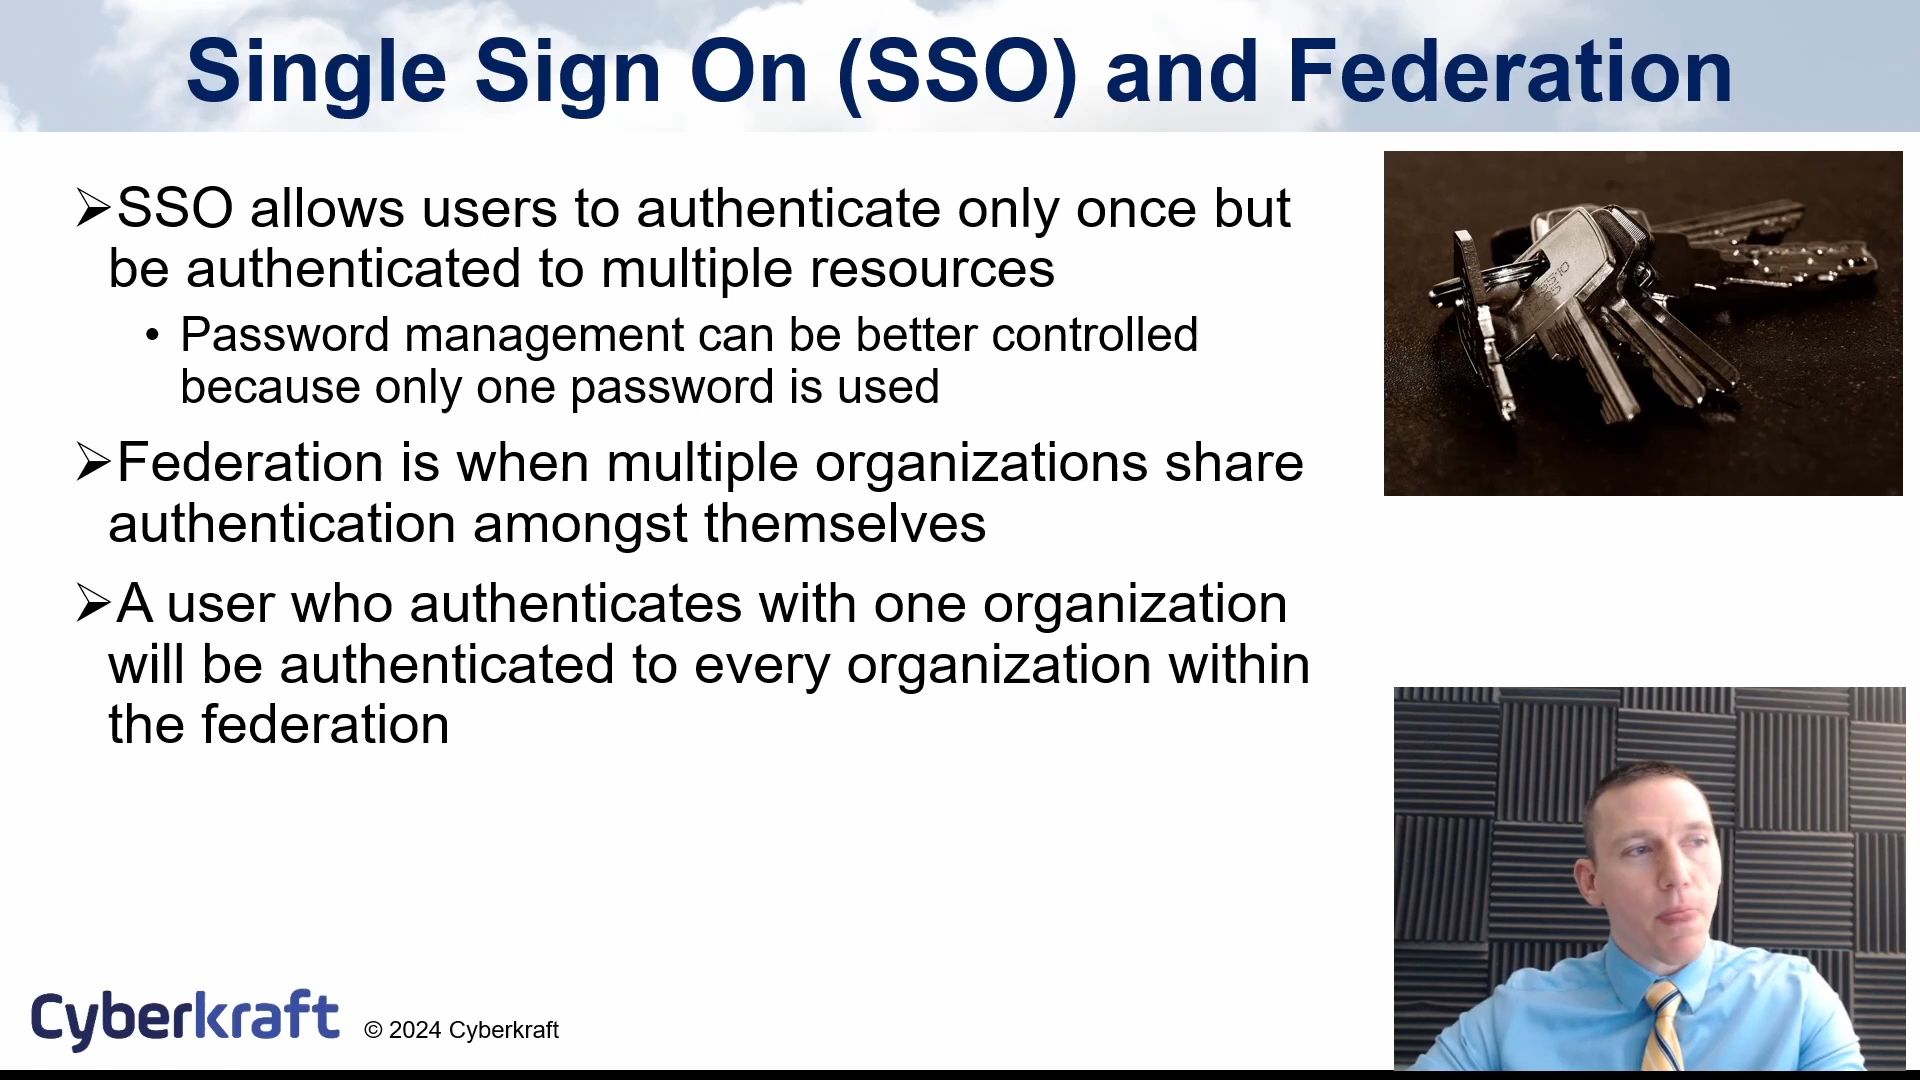 Single Sign On (SSO) and Federation
➢SSO allows users to authenticate only once but
be authenticated to multiple resources
• Password management can be better controlled
because only one password is used
➢Federation is when multiple organizations share
authentication amongst themselves
➢A user who authenticates with one organization
will be authenticated to every organization within
the federation
Cyberkraft © 2024 Cyberkraft